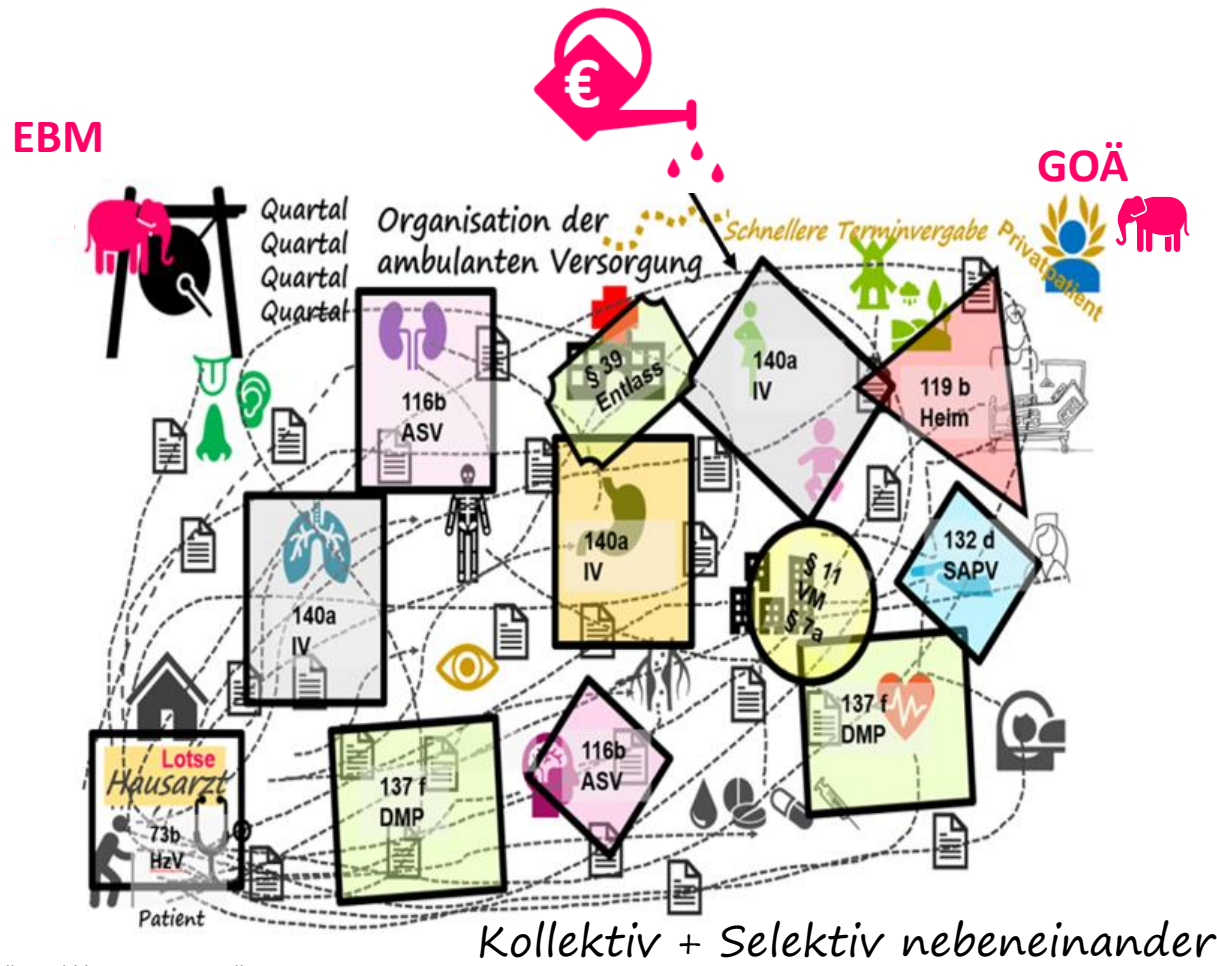 €
EBM
GOÄ
Quartal
Quartal
Quartal
Quartal
Organisation der
ambulanten Versorgung
Schnellere Terminvergabe
Privatpatient
§ 39
Entlass
140a
IV
119 b
Heim
116b
ASV
140a
IV
132 d
SAPV
§ 11
VM
§ 7a
140a
IV
137 f
DMP
Lotse
Hausarzt
73b
HzV
116b
ASV
137 f
DMP
Patient
Kollektiv + Selektiv nebeneinander